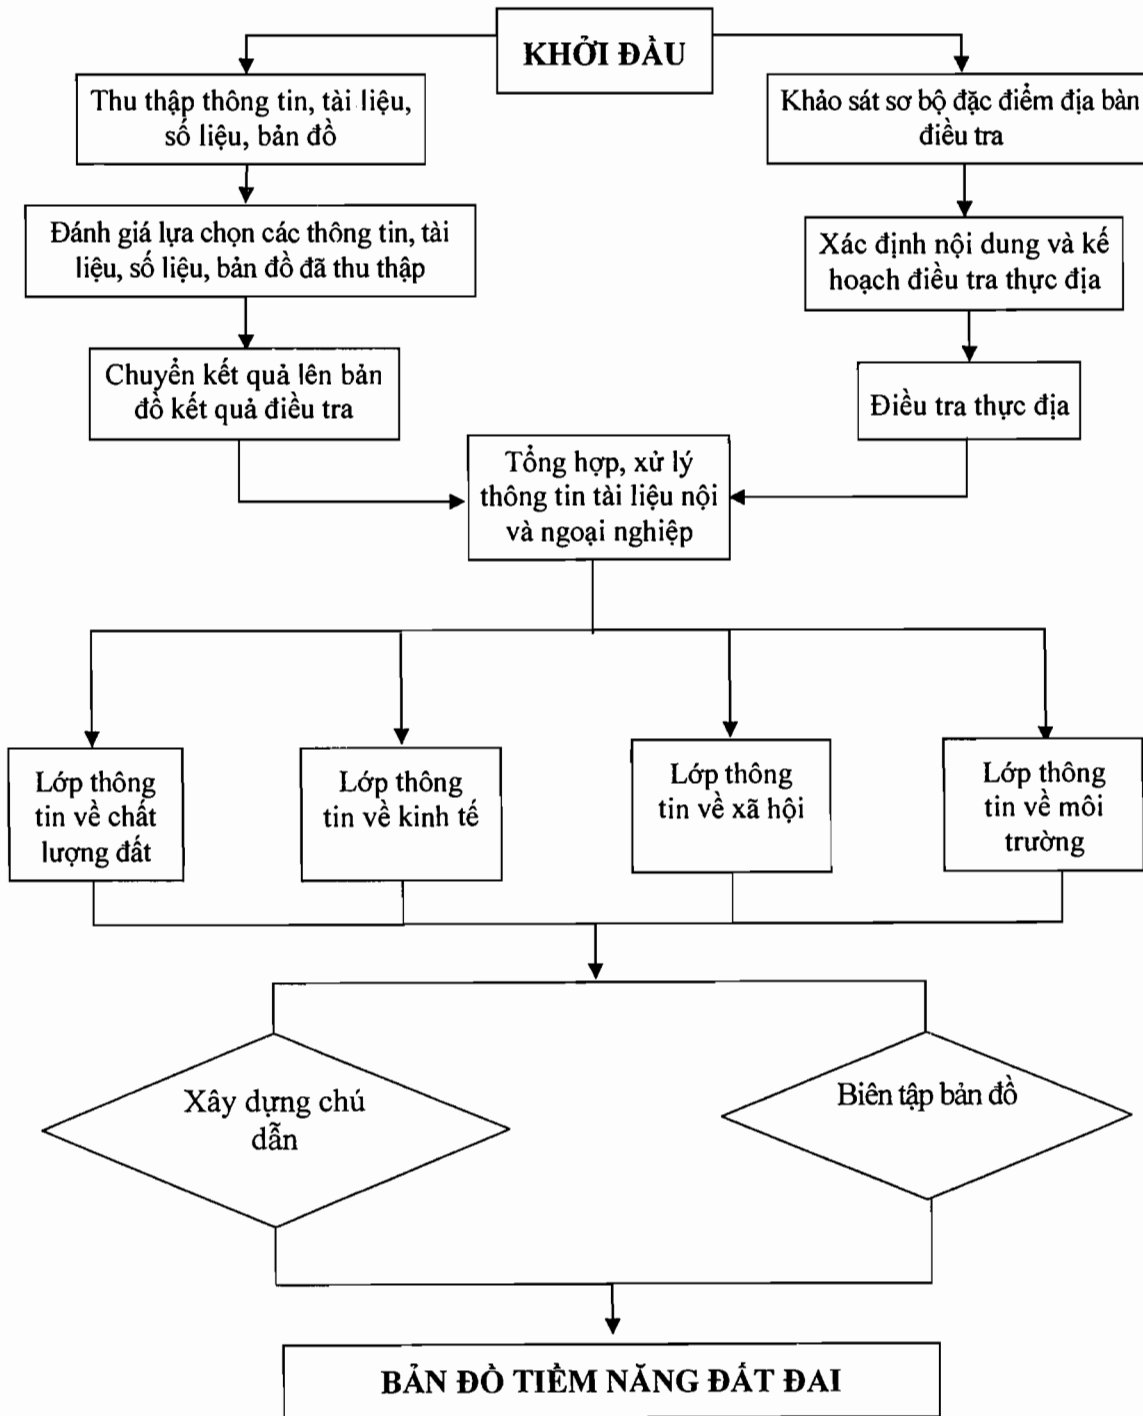 KHỞI ĐẦU
Thu thập thông tin, tài liệu,
số liệu, bản đồ
Khảo sát sơ bộ đặc điểm địa bàn
điều tra
Đánh giá lựa chọn các thông tin, tài
liệu, số liệu, bản đồ đã thu thập
Xác định nội dung và kế
hoạch điều tra thực địa
Chuyển kết quả lên bản
đồ kết quả điều tra
Điều tra thực địa
Tổng hợp, xử lý
thông tin tài liệu nội
và ngoại nghiệp
Lớp thông
tin về chất
lượng đất
Lớp thông
tin về kinh tế
Lớp thông
tin về xã hội
Lớp thông
tin về môi
trường
Xây dựng chú
dẫn
Biên tập bản đồ
BẢN ĐỒ TIỀM NĂNG ĐẤT ĐAI